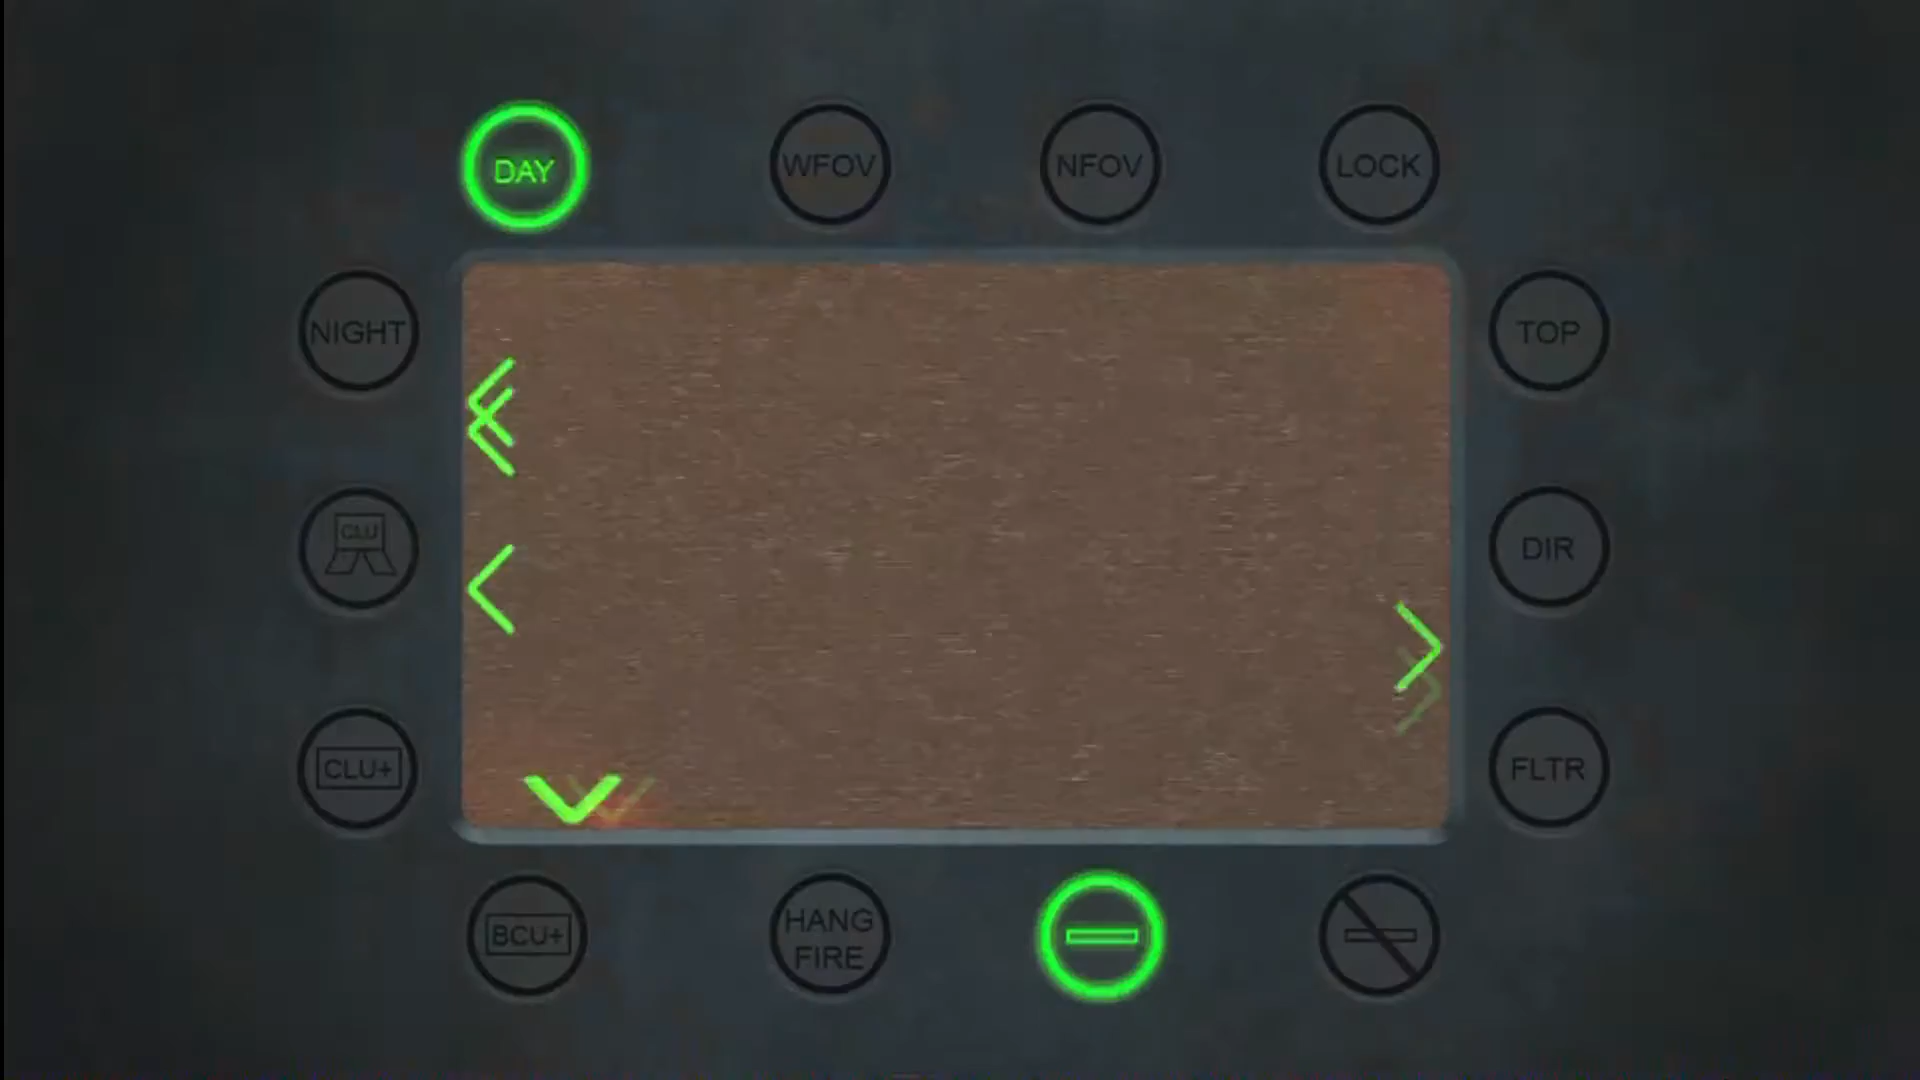 DAY
WFOV
NFOV
LOCK
NIGHT
TOP
CLU
DIR
CLU+
FLTR
BCU+
HANG
FIRE